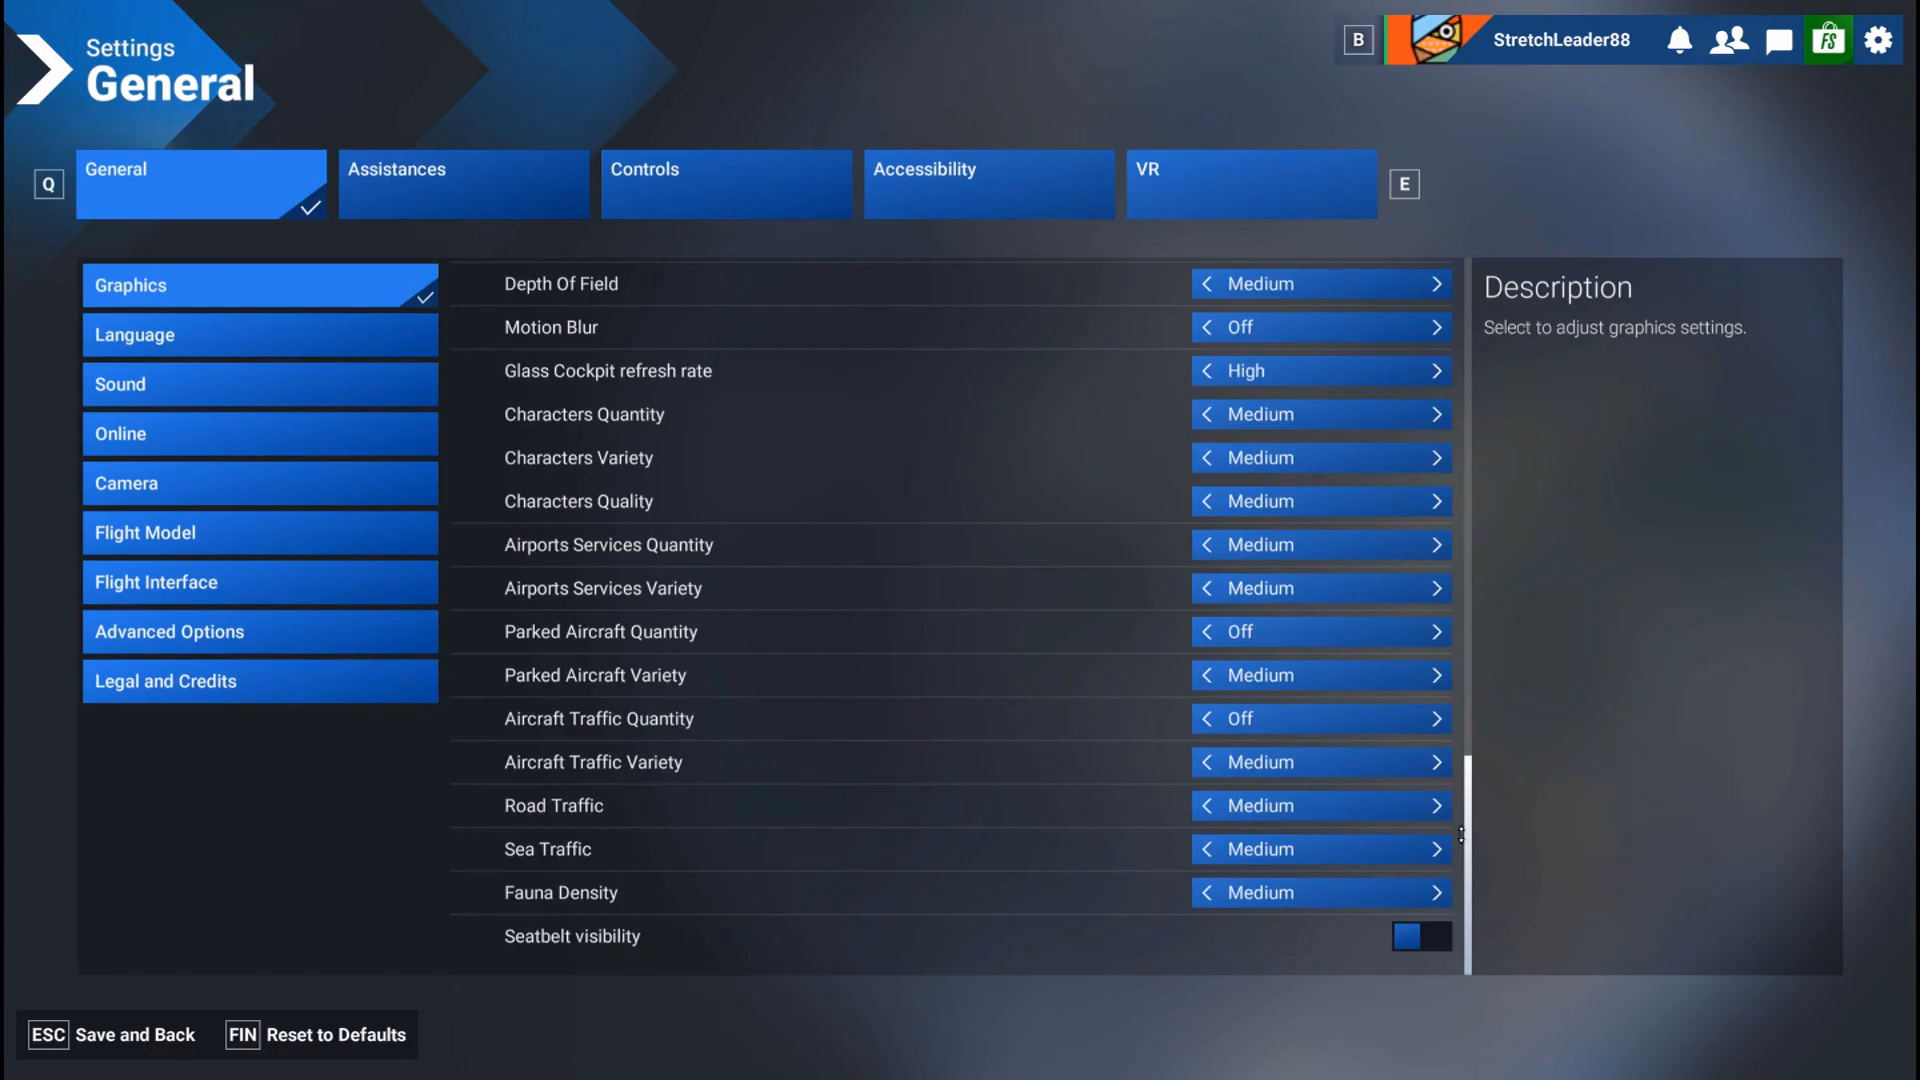 Settings
General
B
StretchLeader88
FS
Q
General
Assistances
Controls
Accessibility
VR
E
Graphics
Language
Sound
Online
Camera
Flight Model
Flight Interface
Advanced Options
Legal and Credits
Depth Of Field
Medium
Motion Blur
Off
Glass Cockpit refresh rate
High
Characters Quantity
Medium
Characters Variety
Medium
Characters Quality
Medium
Airports Services Quantity
Medium
Airports Services Variety
Medium
Parked Aircraft Quantity
Off
Parked Aircraft Variety
Medium
Aircraft Traffic Quantity
Off
Aircraft Traffic Variety
Medium
Road Traffic
Medium
Sea Traffic
Medium
Fauna Density
Medium
Seatbelt visibility
Description
Select to adjust graphics settings.
ESC Save and Back
FIN Reset to Defaults